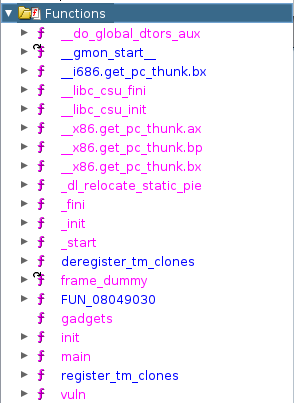 Functions
__do_global_dtors_aux
__gmon_start__
__i686.get_pc_thunk.bx
__libc_csu_fini
__libc_csu_init
__x86.get_pc_thunk.ax
__x86.get_pc_thunk.bp
__x86.get_pc_thunk.bx
_dl_relocate_static_pie
_fini
_init
_start
deregister_tm_clones
frame_dummy
FUN_08049030
gadgets
init
main
register_tm_clones
vuln